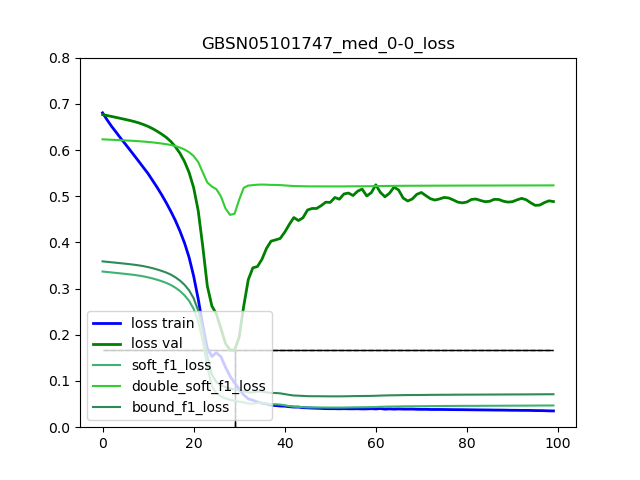 GBSN05101747_med_0-0_loss
0.8
0.7
0.6
0.5
0.4
0.3
0.2
0.1
0.0
loss train
loss val
soft_f1_loss
double_soft_f1_loss
bound_f1_loss
0 20 40 60 80 100